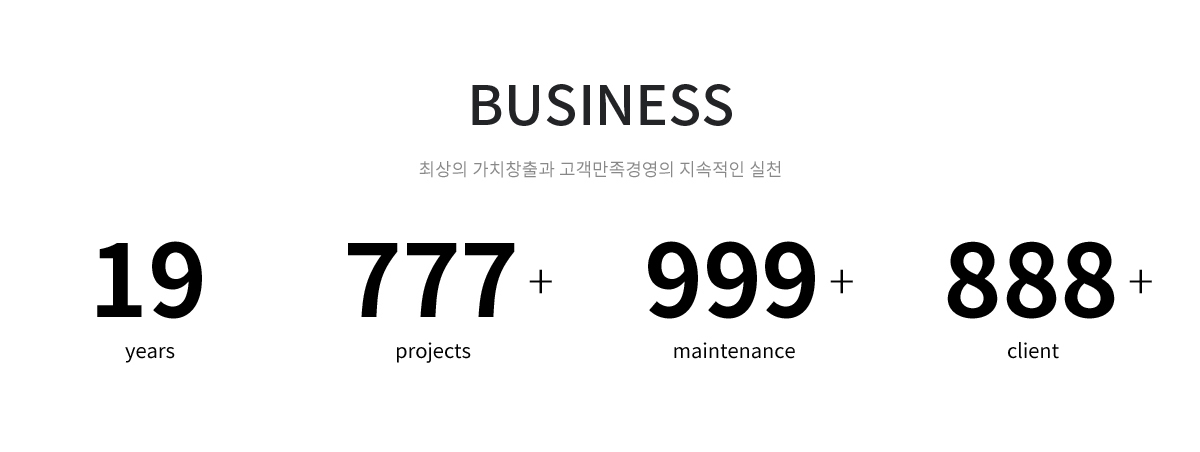 BUSINESS
최상의 가치창출과 고객만족경영의 지속적인 실천
19 777 + 999 + 888 +
years projects maintenance client